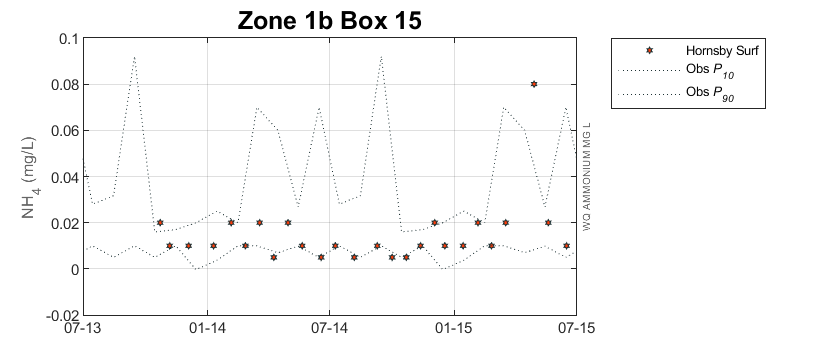 Zone 1b Box 15
0.1
0.08
0.06
0.04
0.02
0
-0.02
NH4 (mg/L)
07-13 01-14 07-14 01-15 07-15
WQ AMMONIUM MG L
Hornsby Surf
Obs P10
Obs P90